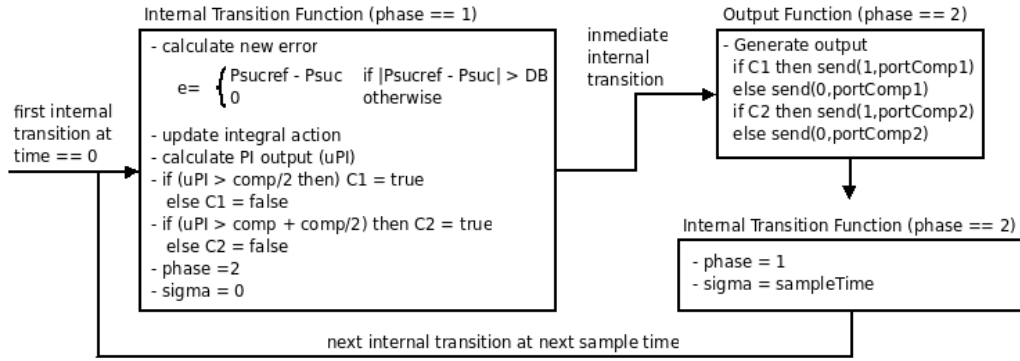 Internal Transition Function (phase == 1)
- calculate new error
e= { Psucref - Psuc if |Psucref - Psuc| > DB
0 otherwise
- update integral action
- calculate PI output (uPI)
- if (uPI > comp/2 then) C1 = true
else C1 = false
- if (uPI > comp + comp/2) then C2 = true
else C2 = false
- phase =2
- sigma = 0
first internal
transition at
time == 0
inmediate
internal
transition
Output Function (phase == 2)
- Generate output
if C1 then send(1,portComp1)
else send(0,portComp1)
if C2 then send(1,portComp2)
else send(0,portComp2)
Internal Transition Function (phase == 2)
- phase = 1
- sigma = sampleTime
next internal transition at next sample time